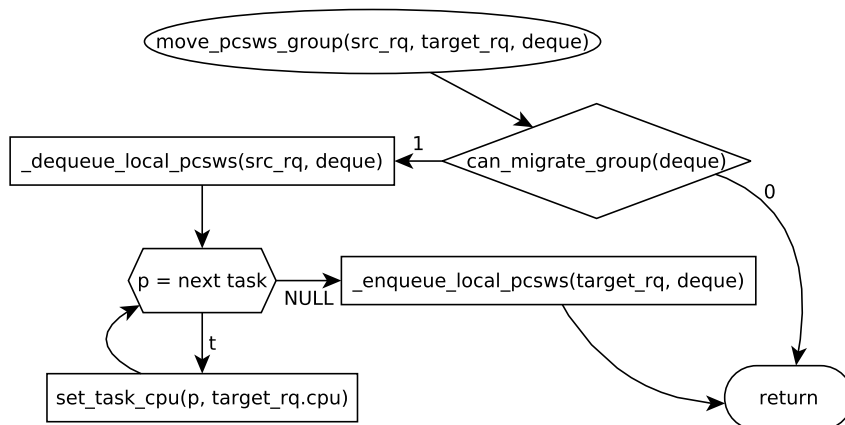 move_pcsws_group(src_rq, target_rq, deque)
1
_dequeue_local_pcsws(src_rq, deque)
can_migrate_group(deque)
0
p = next task
NULL
_enqueue_local_pcsws(target_rq, deque)
t
set_task_cpu(p, target_rq.cpu)
return